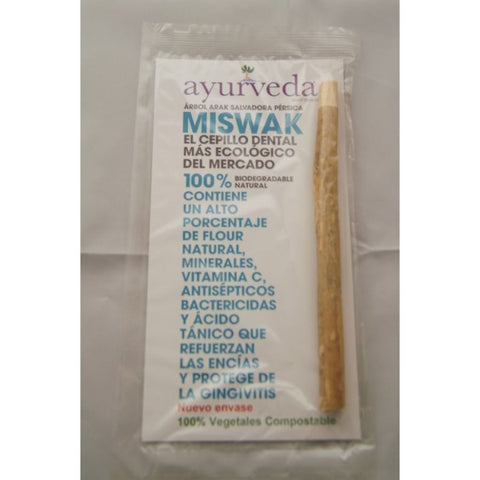 ayurveda
ÁRBOL ARAK SALVADORA PÉRSICA
MISWAK
EL CEPILLO DENTAL
MÁS ECOLÓGICO
DEL MERCADO
100% BIODEGRADABLE
NATURAL
CONTIENE
UN ALTO
PORCENTAJE
DE FLOUR
NATURAL,
MINERALES,
VITAMINA C,
ANTISÉPTICOS
BACTERICIDAS
Y ÁCIDO
TÁNICO QUE
REFUERZAN
LAS ENCÍAS
Y PROTEGE DE
LA GINGIVITIS
Nuevo envase
100% Vegetales Compostable